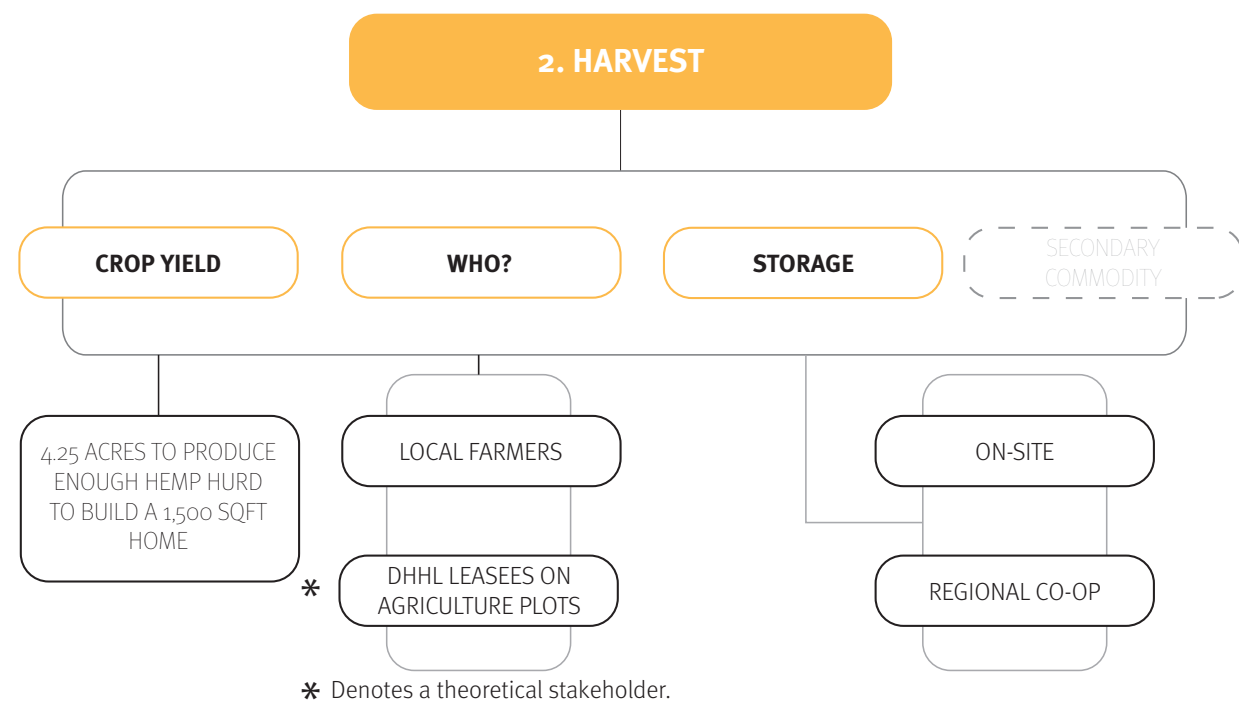 2. HARVEST
CROP YIELD
WHO?
STORAGE
SECONDARY
COMMODITY
4.25 ACRES TO PRODUCE
ENOUGH HEMP HURD
TO BUILD A 1,500 SQFT
HOME
LOCAL FARMERS
* DHHL LEASEES ON
AGRICULTURE PLOTS
ON-SITE
REGIONAL CO-OP
* Denotes a theoretical stakeholder.